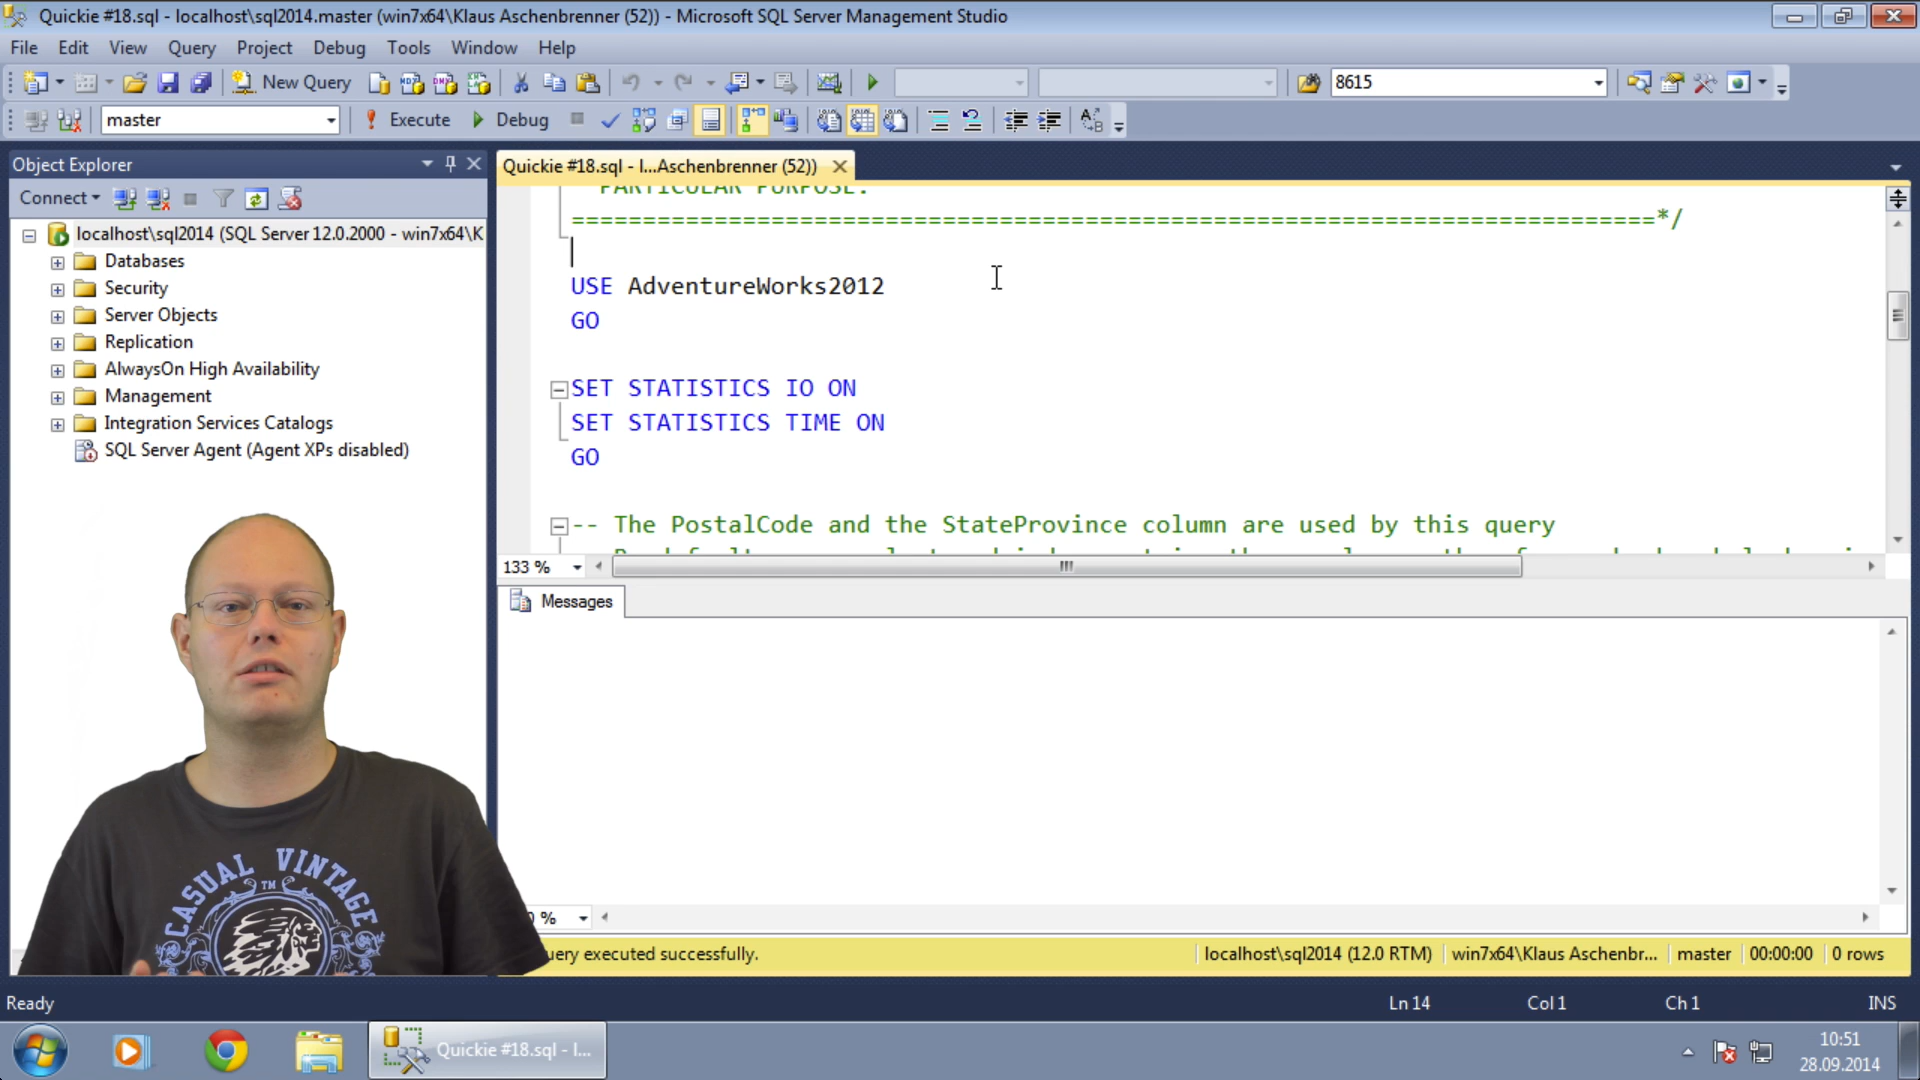 Quickie #18.sql - localhost\sql2014.master (win7x64\Klaus Aschenbrenner (52)) - Microsoft SQL Server Management Studio
File Edit View Query Project Debug Tools Window Help
New Query 8615
master Execute Debug
Object Explorer
Connect
localhost\sql2014 (SQL Server 12.0.2000 - win7x64\K
Databases
Security
Server Objects
Replication
AlwaysOn High Availability
Management
Integration Services Catalogs
SQL Server Agent (Agent XPs disabled)
Quickie #18.sql - l...Aschenbrenner (52))
PARTICULAR PURPOSE.
============================================================================*/
USE AdventureWorks2012
GO
SET STATISTICS IO ON
SET STATISTICS TIME ON
GO
-- The PostalCode and the StateProvince column are used by this query
133 %
Messages
%
uery executed successfully.
localhost\sql2014 (12.0 RTM) win7x64\Klaus Aschenbr... master 00:00:00 0 rows
CASUAL VINTAGE
TM
Ready Ln 14 Col 1 Ch 1 INS
Quickie #18.sql - l...
10:51
28.09.2014